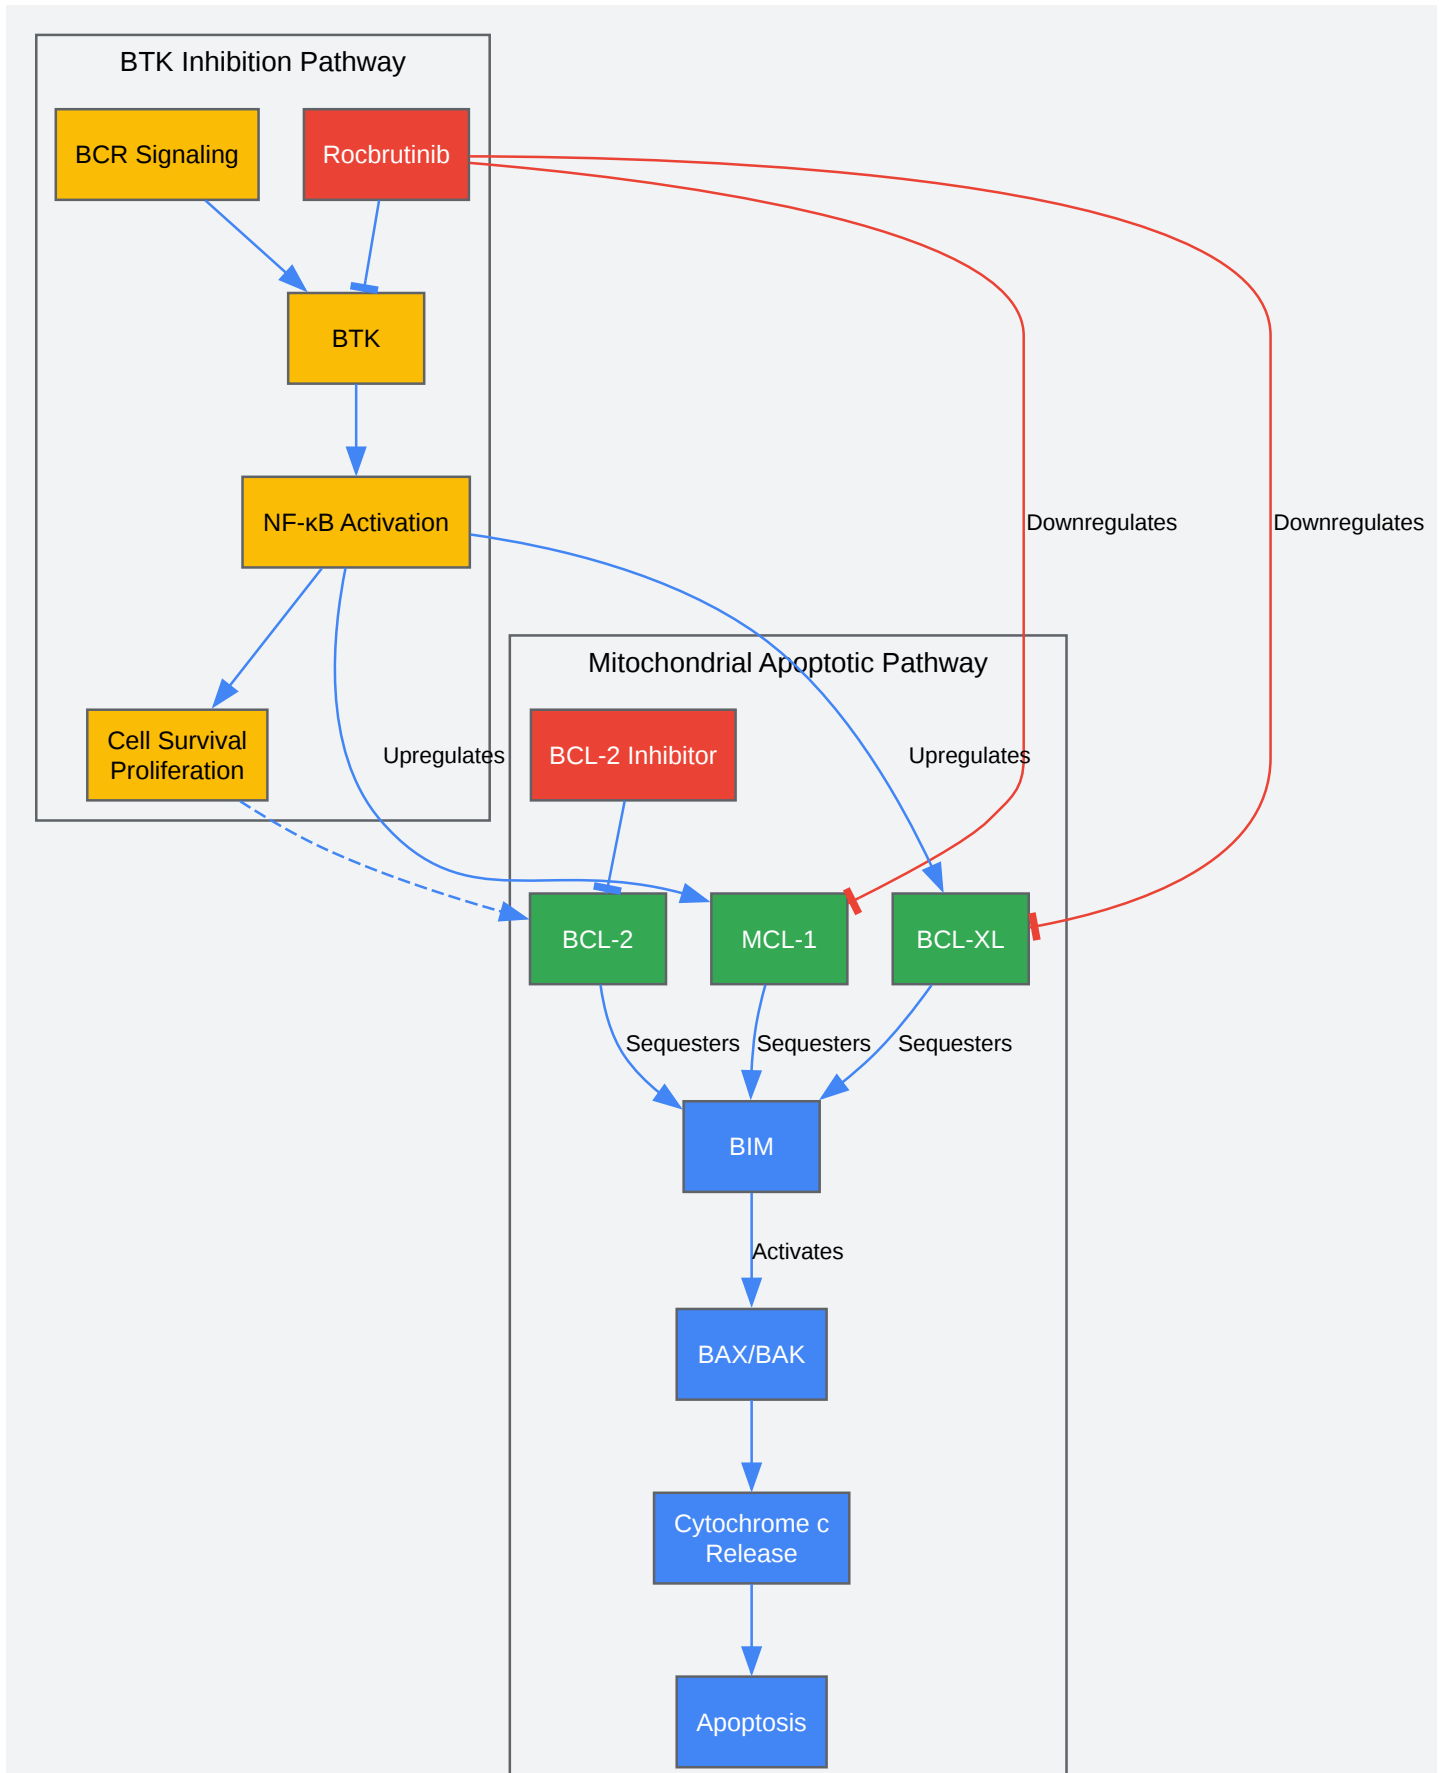 BTK Inhibition Pathway
BCR Signaling
Rocbrutinib
BTK
NF-κB Activation
Downregulates
Downregulates
Mitochondrial Apoptotic Pathway
Cell Survival
Proliferation
Upregulates
BCL-2 Inhibitor
Upregulates
BCL-2
MCL-1
BCL-XL
Sequesters
Sequesters
Sequesters
BIM
Activates
BAX/BAK
Cytochrome c
Release
Apoptosis